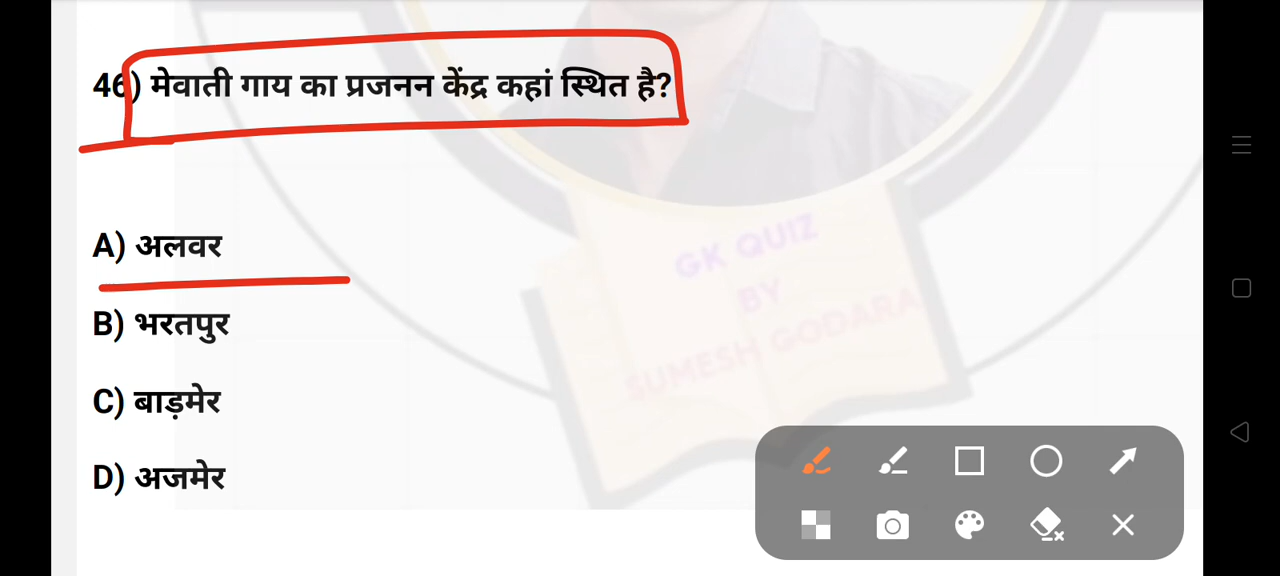 46) मेवाती गाय का प्रजनन केंद्र कहां स्थित है?
A) अलवर
B) भरतपुर
C) बाड़मेर
D) अजमेर
GK QUIZ
BY
SUMESH GODARA